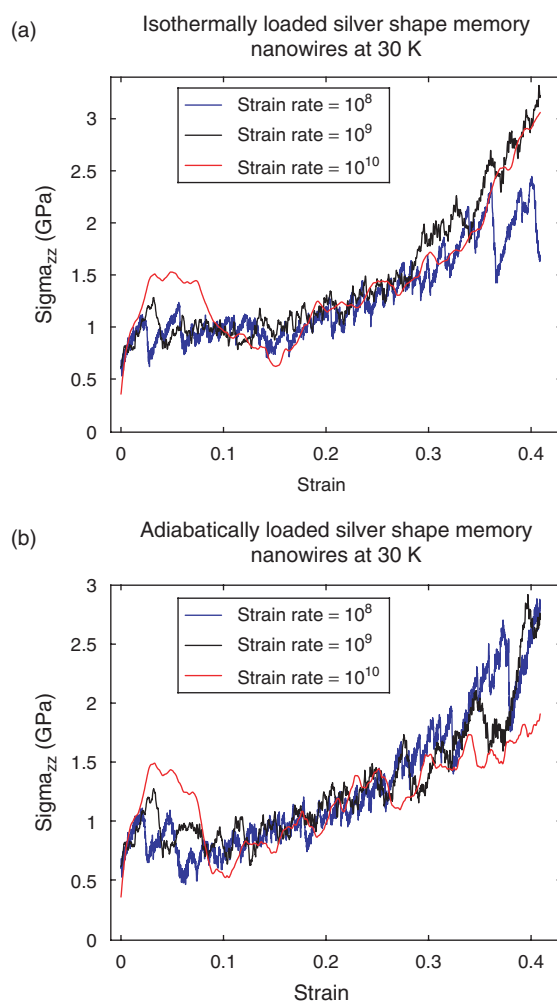 (a)
Isothermally loaded silver shape memory
nanowires at 30 K
Strain rate = 10^8
Strain rate = 10^9
Strain rate = 10^10
3
2.5
2
1.5
1
0.5
0
Sigma_zz (GPa)
0 0.1 0.2 0.3 0.4
Strain
(b)
Adiabatically loaded silver shape memory
nanowires at 30 K
Strain rate = 10^8
Strain rate = 10^9
Strain rate = 10^10
3
2.5
2
1.5
1
0.5
0
Sigma_zz (GPa)
0 0.1 0.2 0.3 0.4
Strain